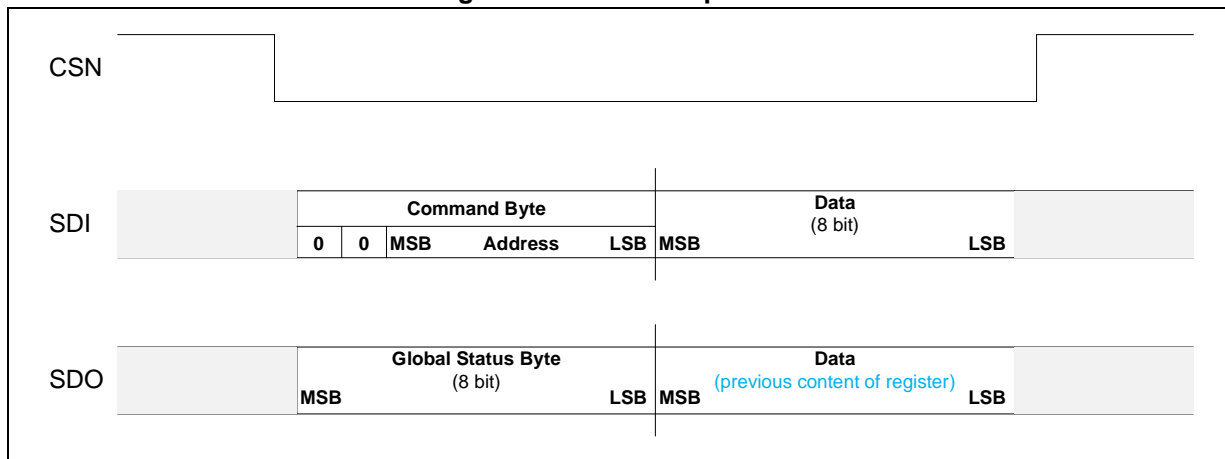 CSN
SDI
Command Byte
0 0 MSB Address LSB
Data
(8 bit)
MSB LSB
SDO
Global Status Byte
(8 bit)
MSB LSB
Data
(previous content of register)
MSB LSB